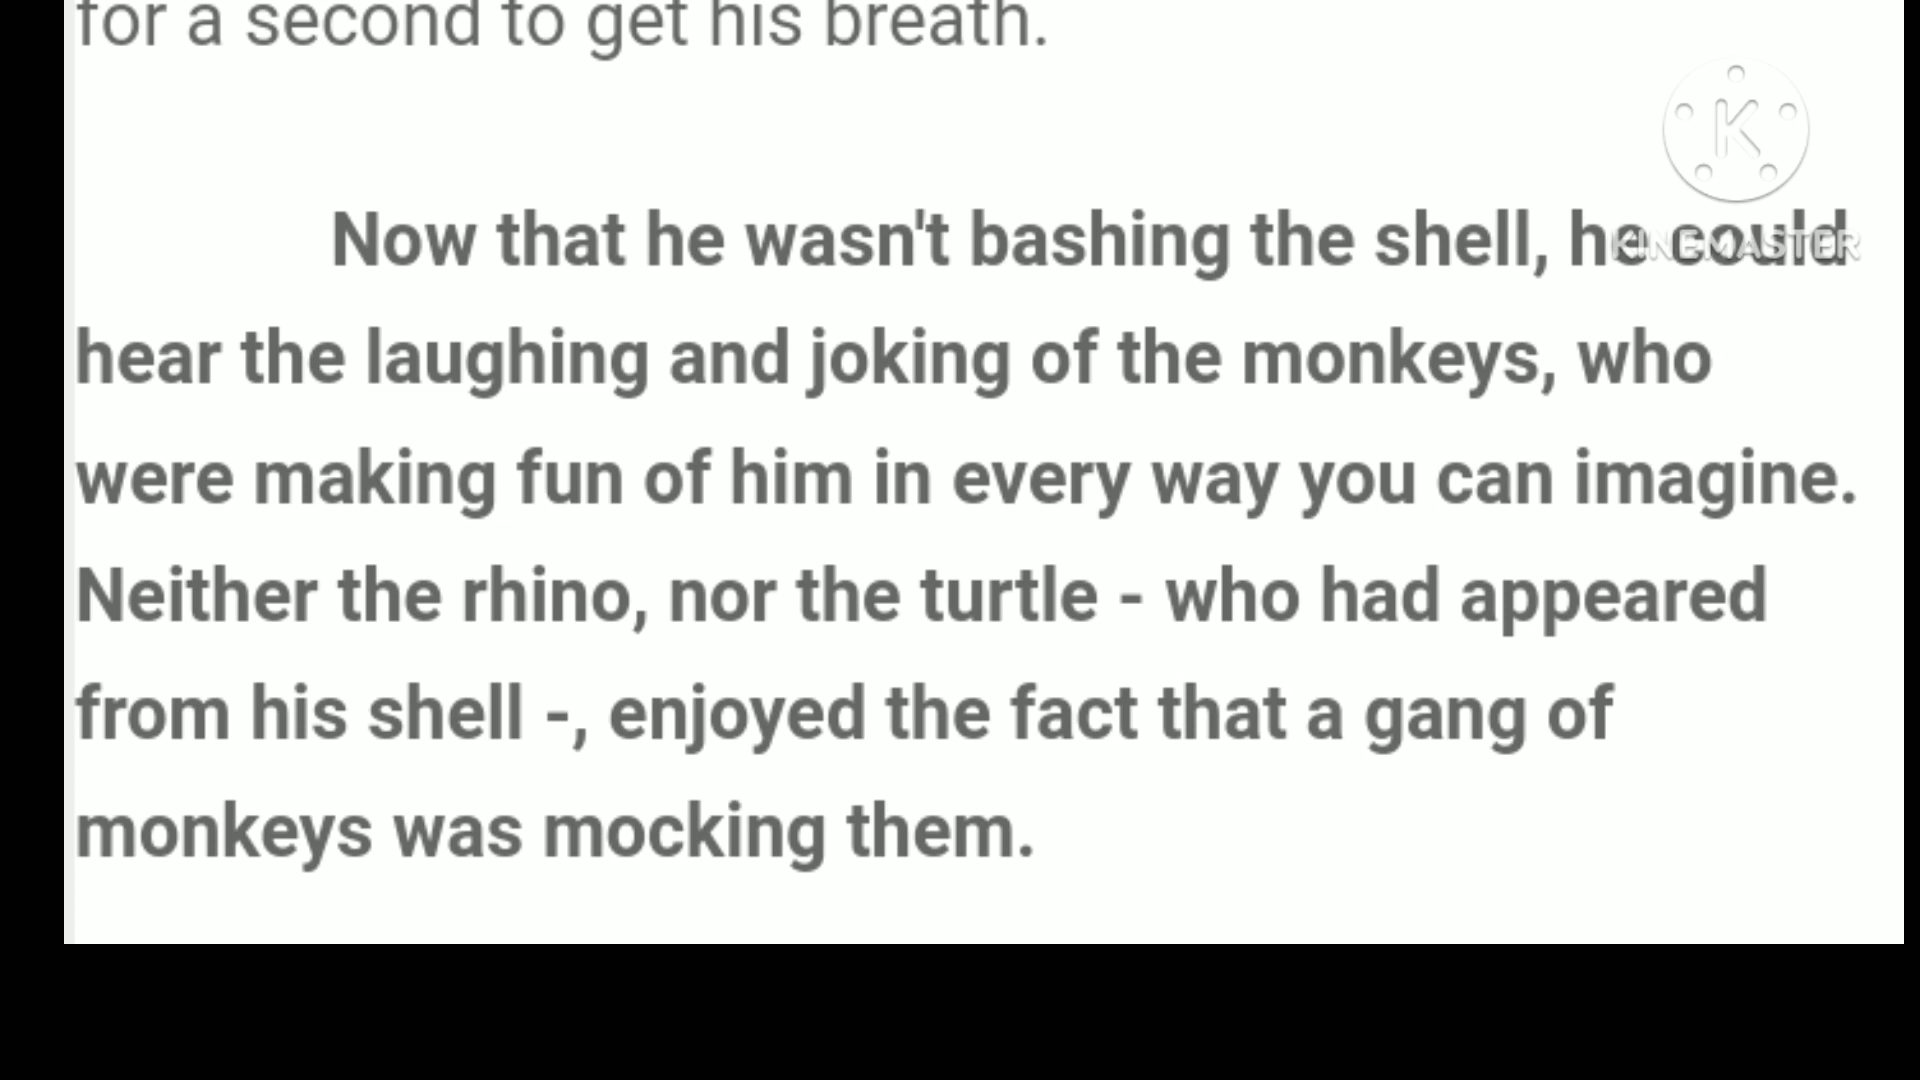 for a second to get his breath.
K
Now that he wasn't bashing the shell, he could
KINEMASTER
hear the laughing and joking of the monkeys, who
were making fun of him in every way you can imagine.
Neither the rhino, nor the turtle - who had appeared
from his shell -, enjoyed the fact that a gang of
monkeys was mocking them.